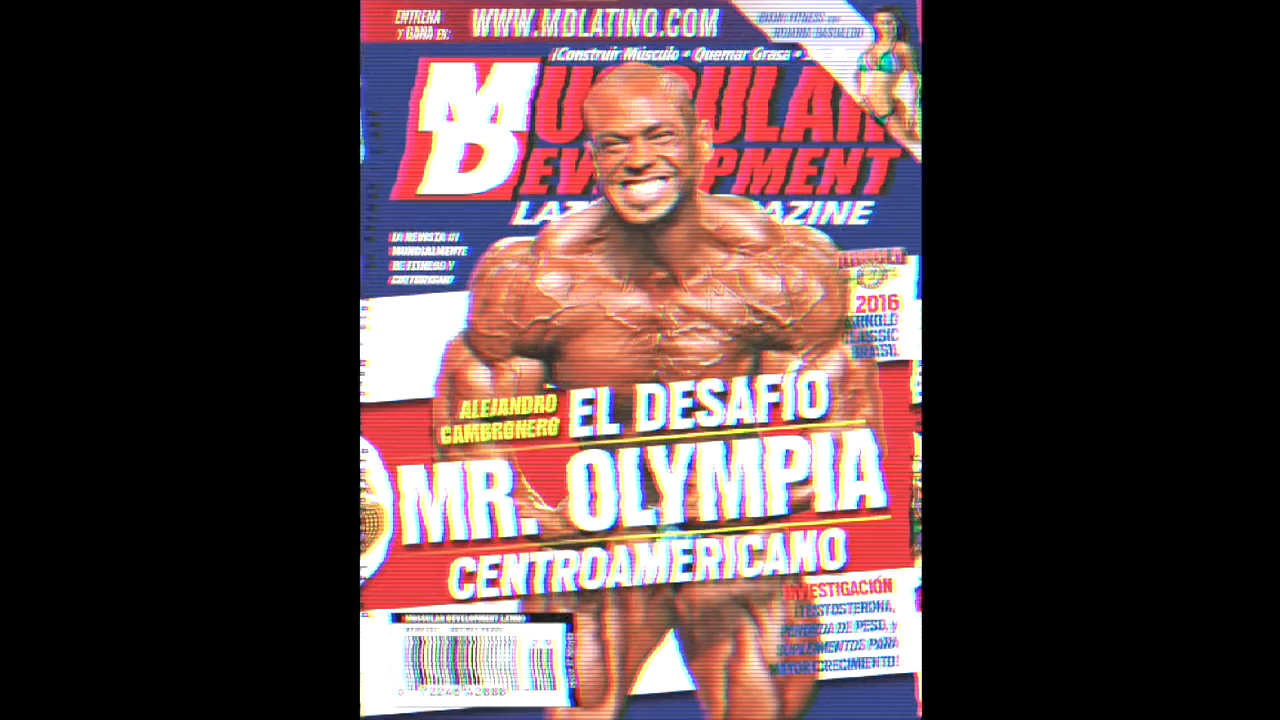 ENTRENA
Y GANA EN:
WWW.MDLATINO.COM
¡Construir Músculo • Quemar Grasa •
MD
MUSCULAR
DEVELOPMENT
LA REVISTA #1
MUNDIALMENTE
DE FITNESS Y
2016
ARNOLD
CLASSIC
BRASIL
ALEJANDRO
CAMBRONERO
EL DESAFÍO
MR. OLYMPIA
CENTROAMERICANO
INVESTIGACIÓN
TESTOSTERONA,
PÉRDIDA DE PESO, y
SUPLEMENTOS PARA
MAYOR CRECIMIENTO!
MUSCULAR DEVELOPMENT LATINO